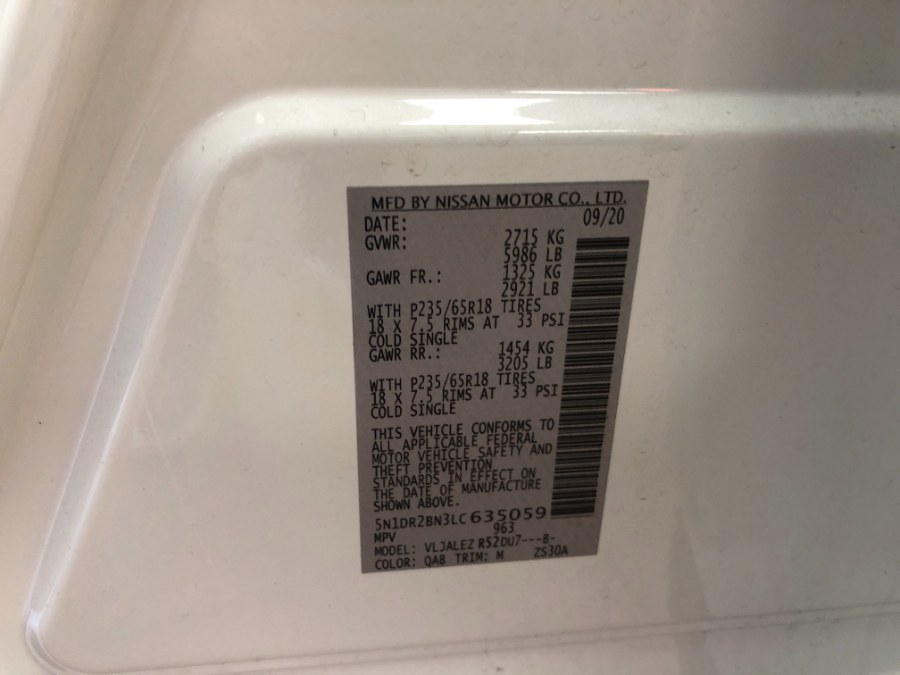 MFD BY NISSAN MOTOR CO., LTD.
DATE: 09/20
GVWR: 2715 KG
5986 LB
GAWR FR.: 1325 KG
2921 LB
WITH P235/65R18 TIRES
18 X 7.5 RIMS AT 33 PSI
COLD SINGLE
GAWR RR.: 1454 KG
3205 LB
WITH P235/65R18 TIRES
18 X 7.5 RIMS AT 33 PSI
COLD SINGLE
THIS VEHICLE CONFORMS TO
ALL APPLICABLE FEDERAL
MOTOR VEHICLE SAFETY AND
THEFT PREVENTION
STANDARDS IN EFFECT ON
THE DATE OF MANUFACTURE
SHOWN ABOVE.
5N1DR2BN3LC635059
MPV 963
MODEL: VLJALEZ R52DU7---B-
COLOR: QAB TRIM: M ZS30A